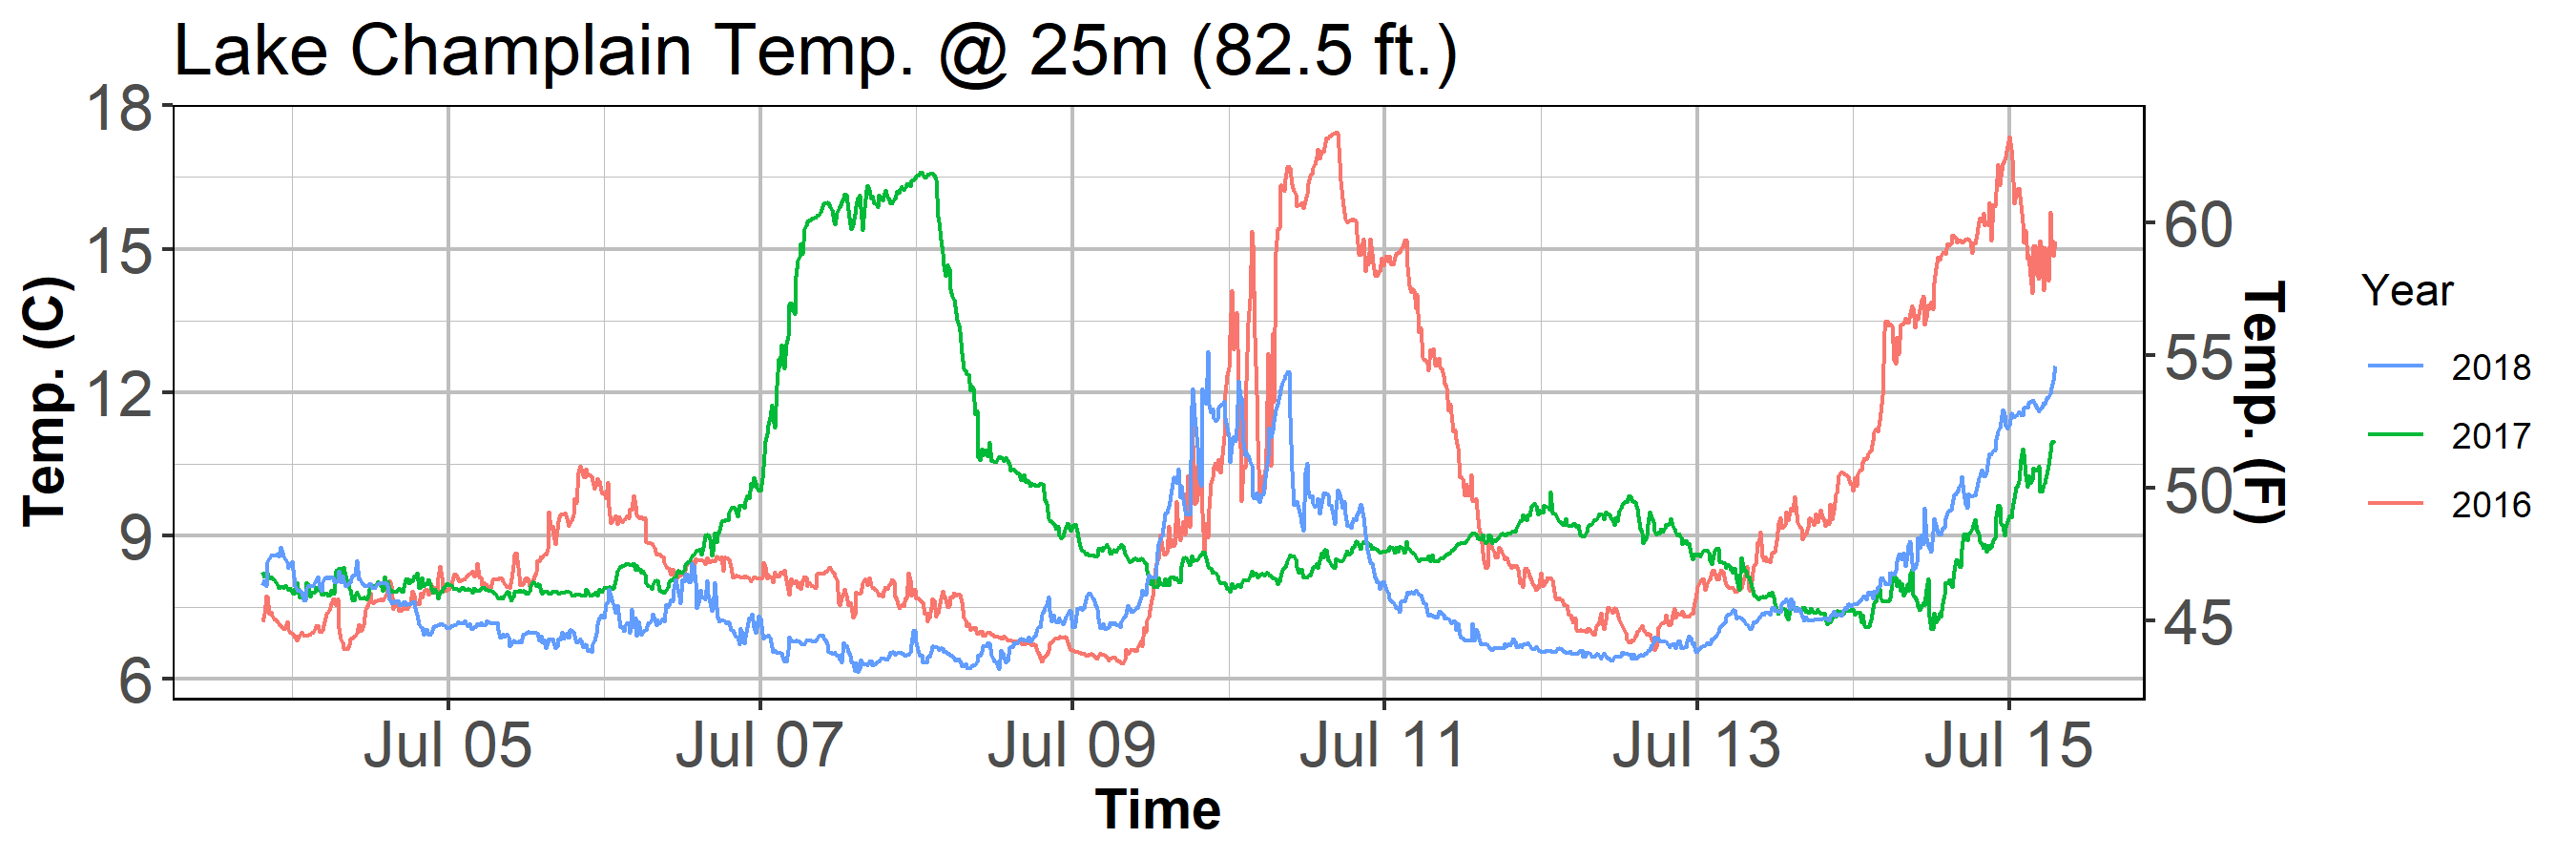 Lake Champlain Temp. @ 25m (82.5 ft.)
18
15
12
9
6
Temp. (C)
60
55
50
45
Temp. (F)
Jul 05 Jul 07 Jul 09 Jul 11 Jul 13 Jul 15
Time
Year
2018
2017
2016